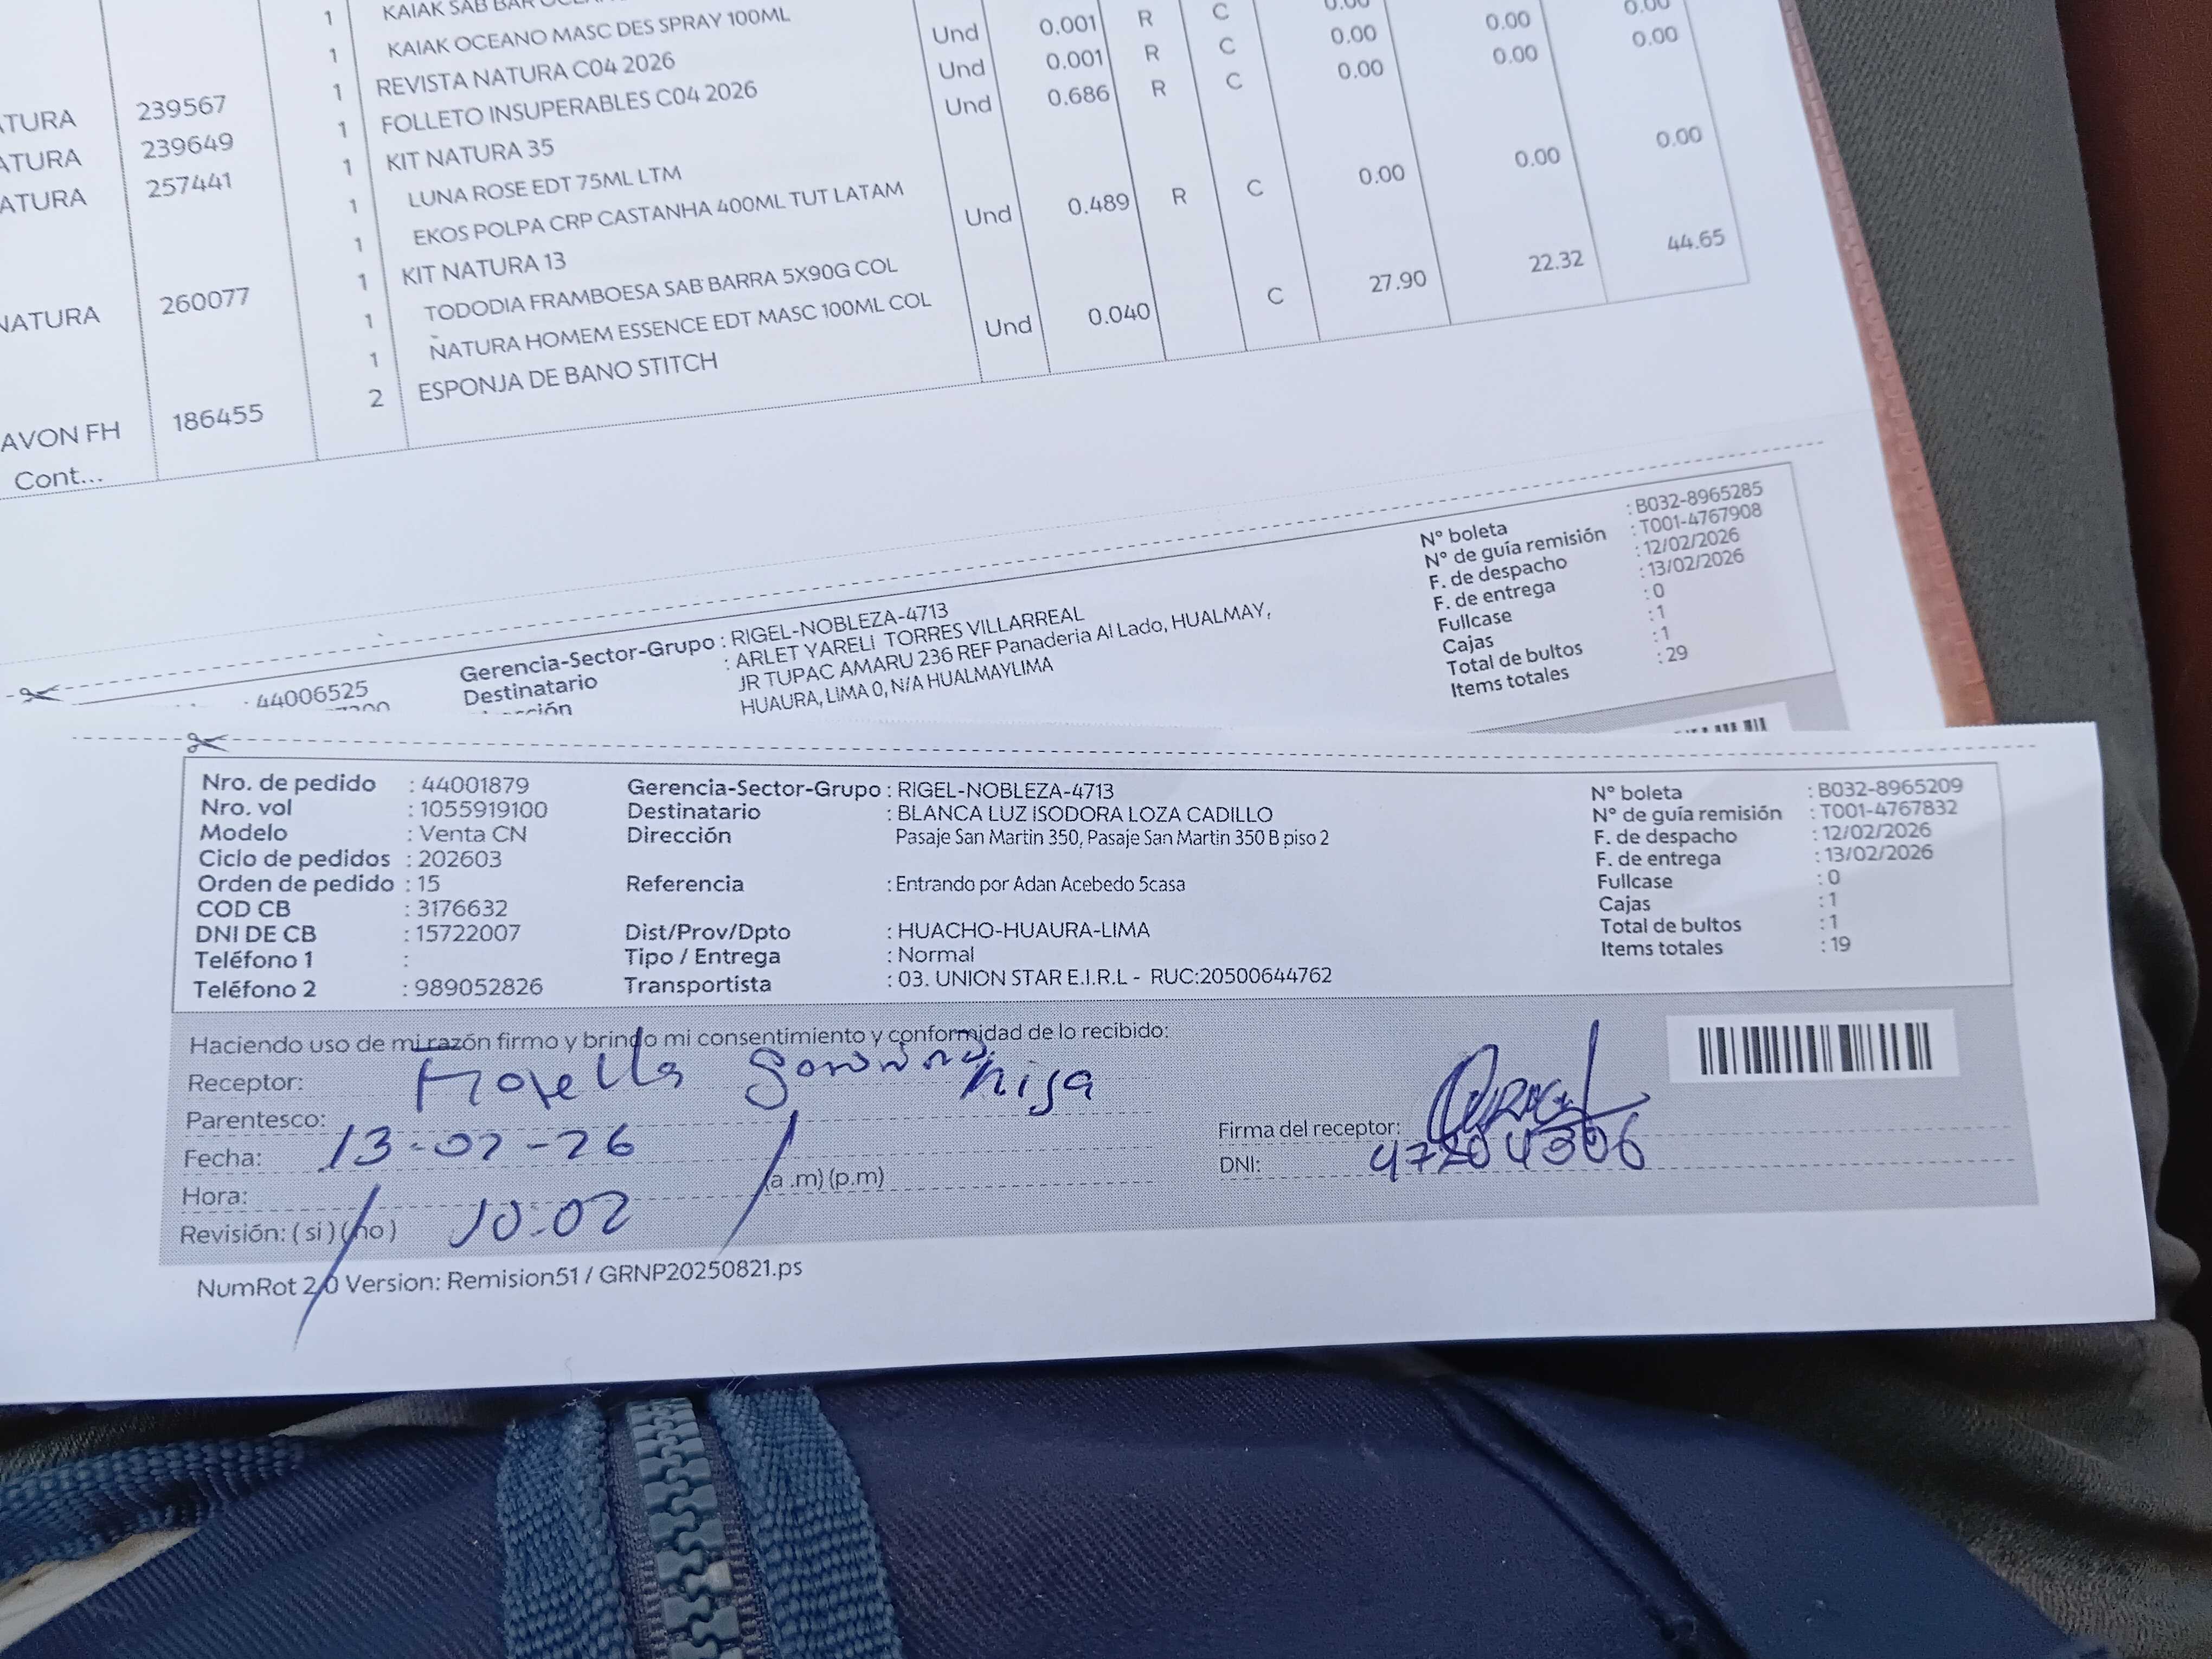 1 KAIAK SAB BAR
1 KAIAK OCEANO MASC DES SPRAY 100ML Und 0.001 R C 0.00 0.00 0.00
239567 1 REVISTA NATURA C04 2026 Und 0.001 R C 0.00 0.00 0.00
ATURA 239649 1 FOLLETO INSUPERABLES C04 2026 Und 0.686 R C 0.00 0.00 0.00
ATURA 257441 1 KIT NATURA 35
1 LUNA ROSE EDT 75ML LTM
1 EKOS POLPA CRP CASTANHA 400ML TUT LATAM
NATURA 260077 1 KIT NATURA 13 Und 0.489 R C 0.00 0.00 0.00
1 TODODIA FRAMBOESA SAB BARRA 5X90G COL
1 NATURA HOMEM ESSENCE EDT MASC 100ML COL
AVON FH 186455 2 ESPONJA DE BANO STITCH Und 0.040 C 27.90 22.32 44.65
Cont...
44006525 Gerencia-Sector-Grupo : RIGEL-NOBLEZA-4713 N° boleta : B032-8965285
Destinatario : ARLET YARELI TORRES VILLARREAL N° de guía remisión : T001-4767908
JR TUPAC AMARU 236 REF Panaderia Al Lado, HUALMAY, F. de despacho : 12/02/2026
HUAURA, LIMA 0, N/A HUALMAYLIMA F. de entrega : 13/02/2026
Fullcase : 0
Cajas : 1
Total de bultos : 1
Items totales : 29
Nro. de pedido : 44001879 Gerencia-Sector-Grupo : RIGEL-NOBLEZA-4713 N° boleta : B032-8965209
Nro. vol : 1055919100 Destinatario : BLANCA LUZ ISODORA LOZA CADILLO N° de guía remisión : T001-4767832
Modelo : Venta CN Dirección Pasaje San Martin 350, Pasaje San Martin 350 B piso 2 F. de despacho : 12/02/2026
Ciclo de pedidos : 202603 F. de entrega : 13/02/2026
Orden de pedido : 15 Referencia : Entrando por Adan Acebedo 5casa Fullcase : 0
COD CB : 3176632 Cajas : 1
DNI DE CB : 15722007 Dist/Prov/Dpto : HUACHO-HUAURA-LIMA Total de bultos : 1
Teléfono 1 : Tipo / Entrega : Normal Items totales : 19
Teléfono 2 : 989052826 Transportista : 03. UNION STAR E.I.R.L - RUC:20500644762
Haciendo uso de mi razón firmo y brindo mi consentimiento y conformidad de lo recibido:
Receptor:
Parentesco: hija
Fecha: 13-02-26 Firma del receptor:
Hora: (a .m) (p.m) DNI:
Revisión: ( si ) ( no ) 10:02
NumRot 2.0 Version: Remision51 / GRNP20250821.ps